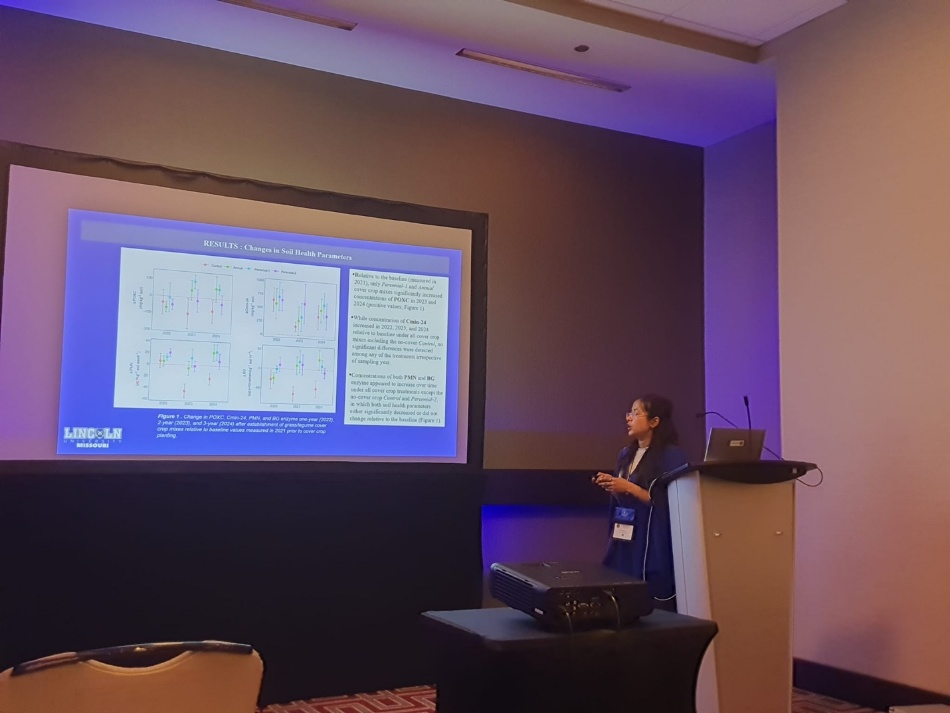 RESULTS : Changes in Soil Health Parameters
•Relative to the baseline (measured in
2021), only Perennial-1 and Annual
cover crop mixes significantly increased
concentrations of POXC in 2023 and
2024 (positive values, Figure 1).
•While concentration of Cmin-24
increased in 2022, 2023, and 2024
relative to baseline under all cover crop
mixes including the no-cover Control, no
significant differences were detected
among any of the treatments irrespective
of sampling year.
•Concentrations of both PMN and BG
enzyme appeared to increase over time
under all cover crop treatments except the
no-cover crop Control and Perennial-2,
in which both soil health parameters
either significantly decreased or did not
change relative to the baseline (Figure 1).
Figure 1. Change in POXC, Cmin-24, PMN, and BG enzyme one-year (2022),
2-year (2023), and 3-year (2024) after establishment of grass/legume cover
crop mixes relative to baseline values measured in 2021 prior to cover crop
planting.
LINCOLN
UNIVERSITY
MISSOURI